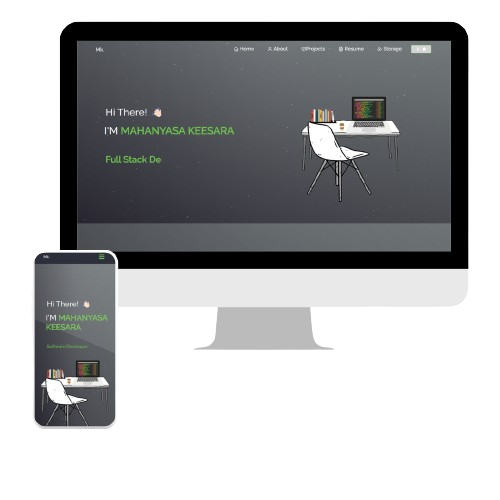 Mk.
Home About Projects Resume Storage
Hi There! 👋🏻
I'M MAHANYASA KEESARA
Full Stack De
Mk.
Hi There! 👋🏻
I'M MAHANYASA
KEESARA
Software Developer